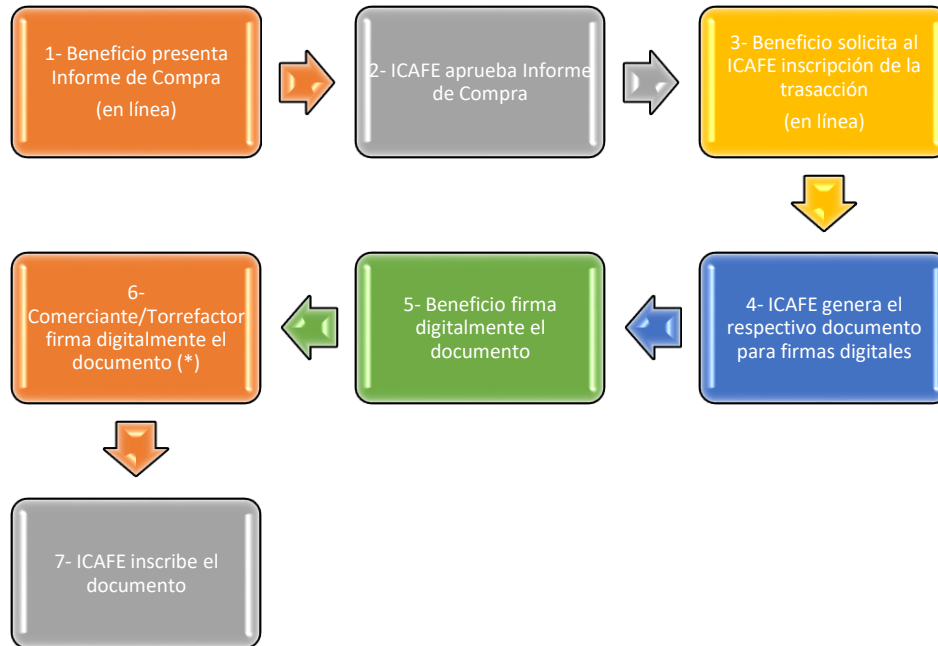 1- Beneficio presenta
Informe de Compra
(en línea)
2- ICAFE aprueba Informe
de Compra
3- Beneficio solicita al
ICAFE inscripción de la
trasacción
(en línea)
4- ICAFE genera el
respectivo documento
para firmas digitales
5- Beneficio firma
digitalmente el
documento
6-
Comerciante/Torrefactor
firma digitalmente el
documento (*)
7- ICAFE inscribe el
documento